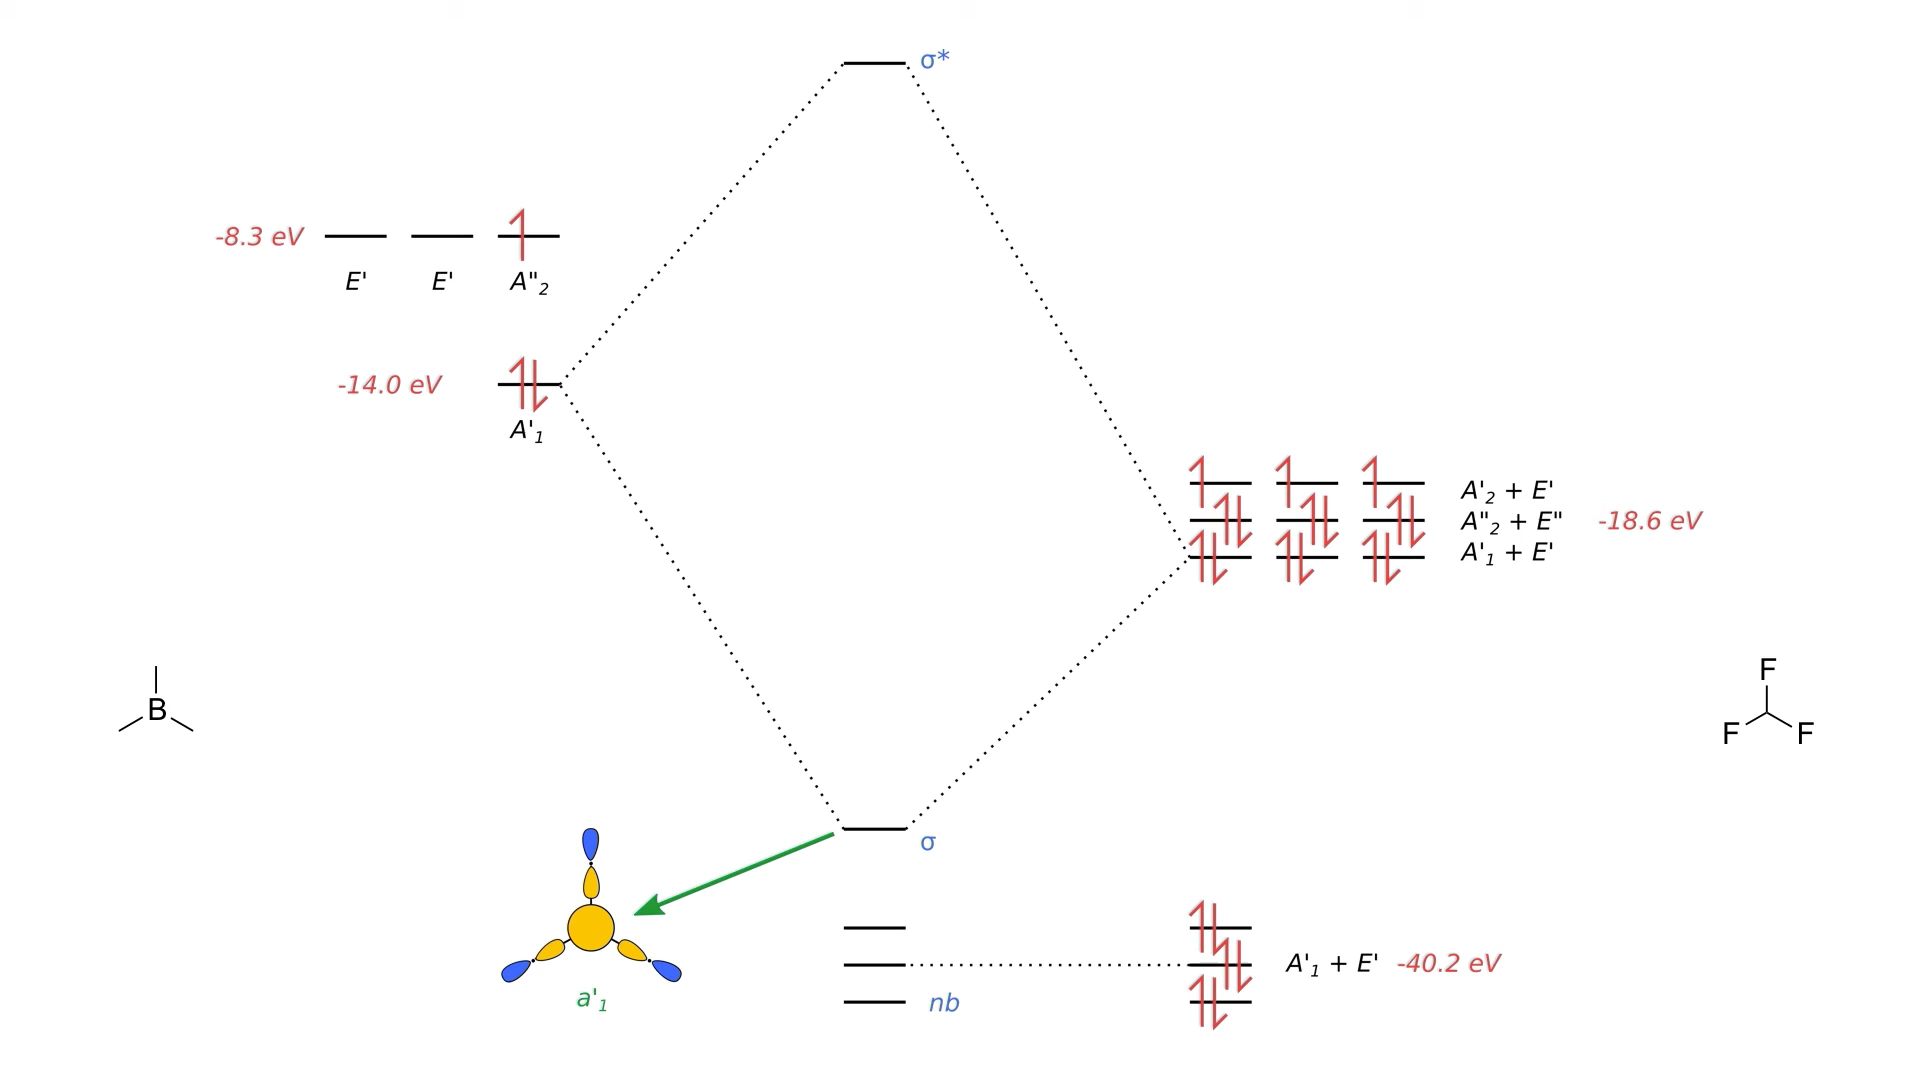 σ*
-8.3 eV
E'
E'
A"2
-14.0 eV
A'1
A'2 + E'
A"2 + E"
-18.6 eV
A'1 + E'
B
F
F
F
σ
a'1
A'1 + E'
-40.2 eV
nb